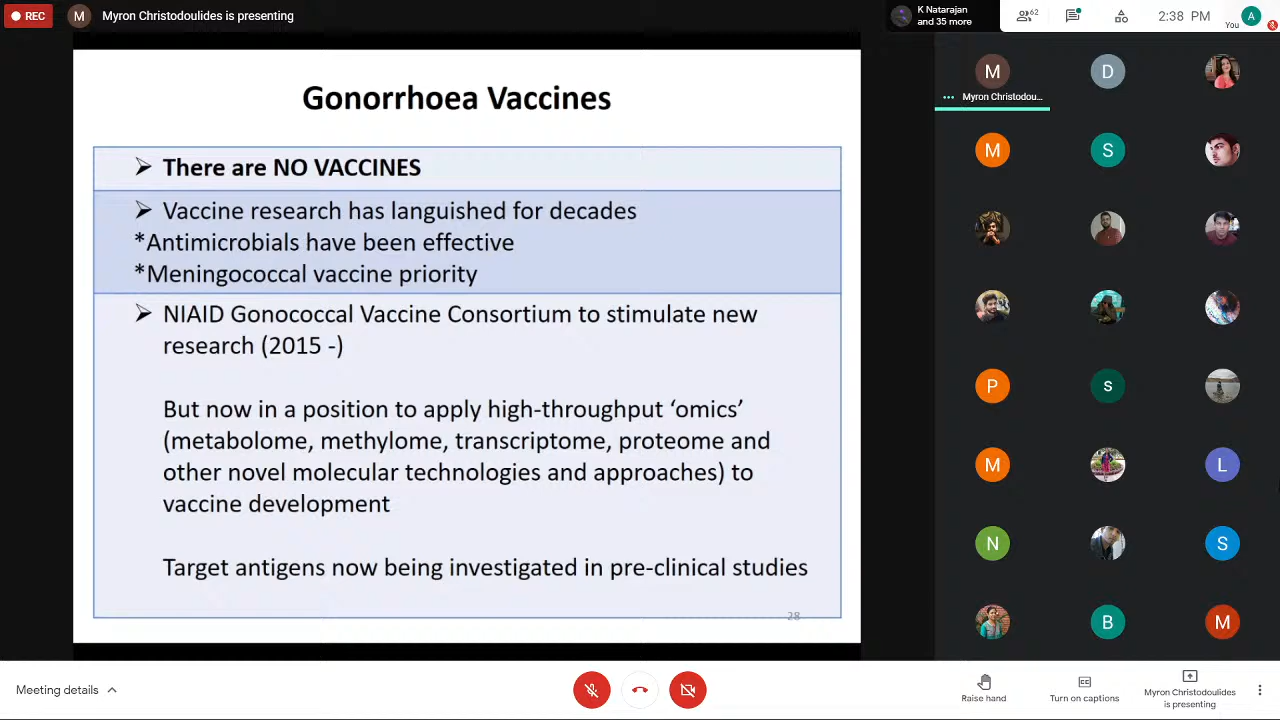 REC
M
Myron Christodoulides is presenting
K Natarajan
and 35 more
62
2:38 PM
A
You
Gonorrhoea Vaccines
➢ There are NO VACCINES
➢ Vaccine research has languished for decades
*Antimicrobials have been effective
*Meningococcal vaccine priority
➢ NIAID Gonococcal Vaccine Consortium to stimulate new
research (2015 -)
But now in a position to apply high-throughput ‘omics’
(metabolome, methylome, transcriptome, proteome and
other novel molecular technologies and approaches) to
vaccine development
Target antigens now being investigated in pre-clinical studies
28
M
D
Myron Christodou...
M
S
P
s
M
L
N
S
B
M
Meeting details
Raise hand
CC
Turn on captions
Myron Christodoulides
is presenting